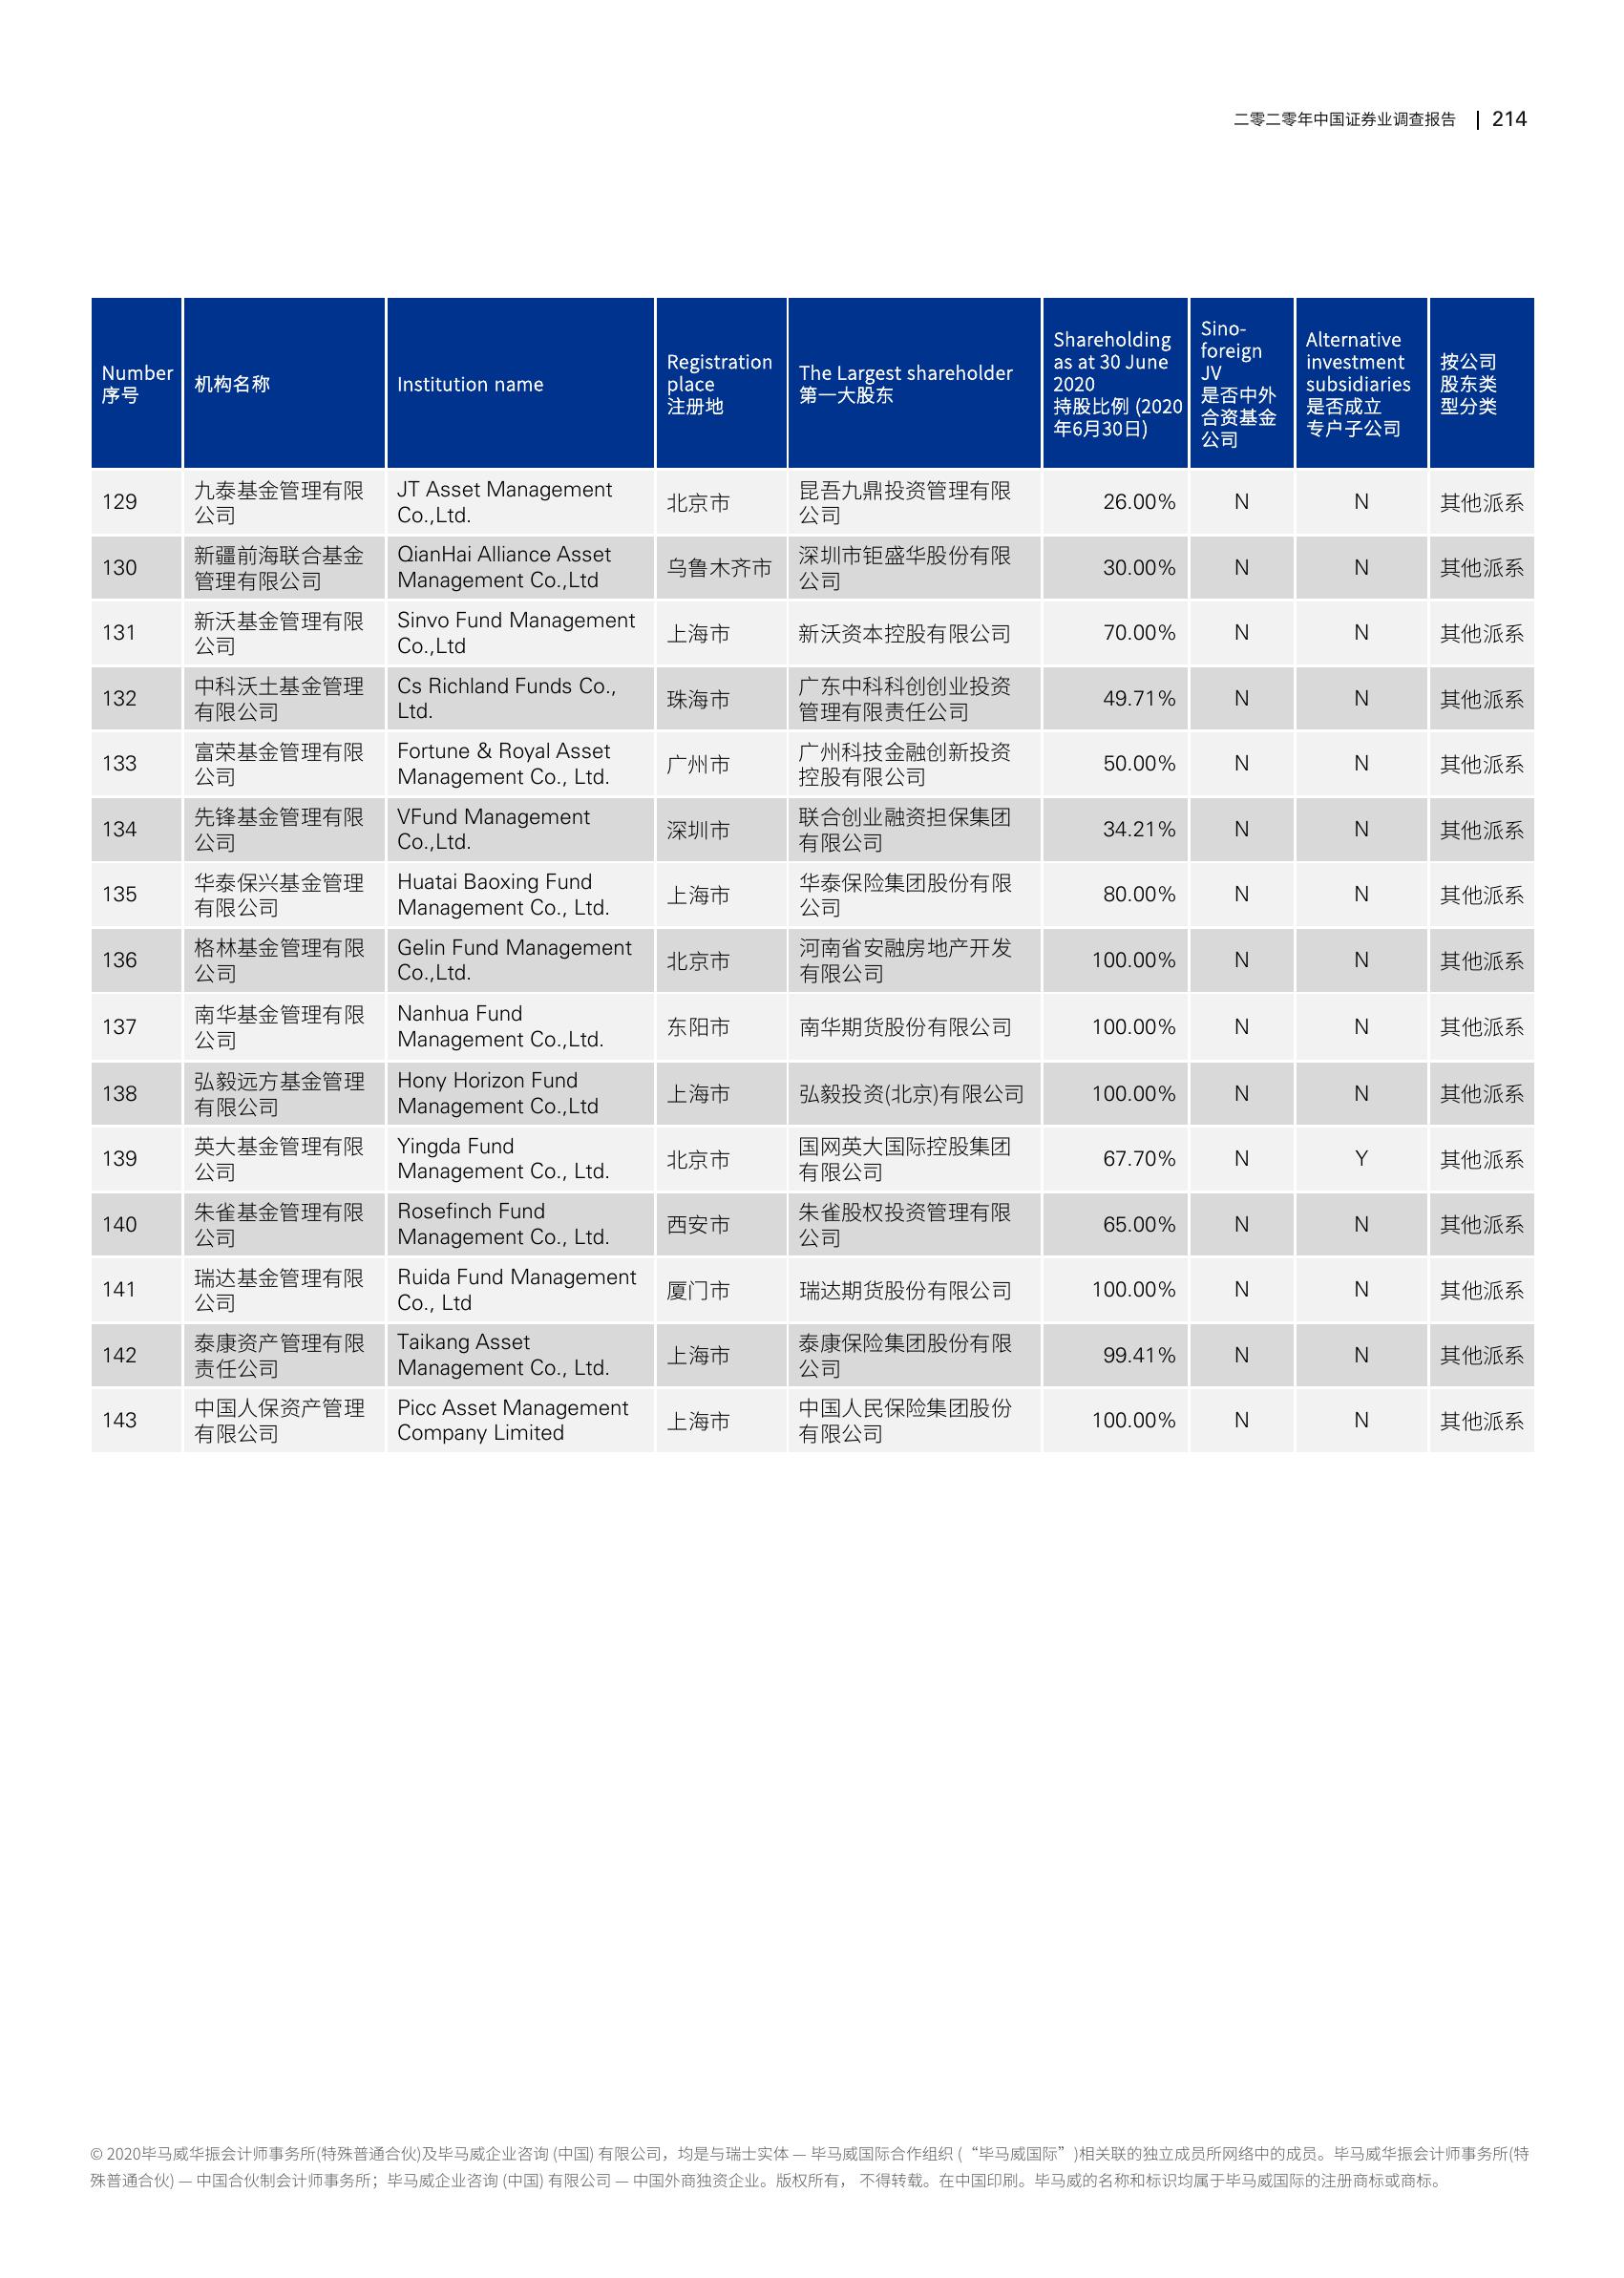 二零二零年中国证券业调查报告 | 214
Number
序号
机构名称
Institution name
Registration
place
注册地
The Largest shareholder
第一大股东
Shareholding
as at 30 June
2020
持股比例 (2020
年6月30日)
Sino-
foreign
JV
是否中外
合资基金
公司
Alternative
investment
subsidiaries
是否成立
专户子公司
按公司
股东类
型分类
129
九泰基金管理有限
公司
JT Asset Management
Co.,Ltd.
北京市
昆吾九鼎投资管理有限
公司
26.00%
N
N
其他派系
130
新疆前海联合基金
管理有限公司
QianHai Alliance Asset
Management Co.,Ltd
乌鲁木齐市
深圳市钜盛华股份有限
公司
30.00%
N
N
其他派系
131
新沃基金管理有限
公司
Sinvo Fund Management
Co.,Ltd
上海市
新沃资本控股有限公司
70.00%
N
N
其他派系
132
中科沃土基金管理
有限公司
Cs Richland Funds Co.,
Ltd.
珠海市
广东中科科创创业投资
管理有限责任公司
49.71%
N
N
其他派系
133
富荣基金管理有限
公司
Fortune & Royal Asset
Management Co., Ltd.
广州市
广州科技金融创新投资
控股有限公司
50.00%
N
N
其他派系
134
先锋基金管理有限
公司
VFund Management
Co.,Ltd.
深圳市
联合创业融资担保集团
有限公司
34.21%
N
N
其他派系
135
华泰保兴基金管理
有限公司
Huatai Baoxing Fund
Management Co., Ltd.
上海市
华泰保险集团股份有限
公司
80.00%
N
N
其他派系
136
格林基金管理有限
公司
Gelin Fund Management
Co.,Ltd.
北京市
河南省安融房地产开发
有限公司
100.00%
N
N
其他派系
137
南华基金管理有限
公司
Nanhua Fund
Management Co.,Ltd.
东阳市
南华期货股份有限公司
100.00%
N
N
其他派系
138
弘毅远方基金管理
有限公司
Hony Horizon Fund
Management Co.,Ltd
上海市
弘毅投资(北京)有限公司
100.00%
N
N
其他派系
139
英大基金管理有限
公司
Yingda Fund
Management Co., Ltd.
北京市
国网英大国际控股集团
有限公司
67.70%
N
Y
其他派系
140
朱雀基金管理有限
公司
Rosefinch Fund
Management Co., Ltd.
西安市
朱雀股权投资管理有限
公司
65.00%
N
N
其他派系
141
瑞达基金管理有限
公司
Ruida Fund Management
Co., Ltd
厦门市
瑞达期货股份有限公司
100.00%
N
N
其他派系
142
泰康资产管理有限
责任公司
Taikang Asset
Management Co., Ltd.
上海市
泰康保险集团股份有限
公司
99.41%
N
N
其他派系
143
中国人保资产管理
有限公司
Picc Asset Management
Company Limited
上海市
中国人民保险集团股份
有限公司
100.00%
N
N
其他派系
© 2020毕马威华振会计师事务所(特殊普通合伙)及毕马威企业咨询 (中国) 有限公司，均是与瑞士实体 — 毕马威国际合作组织 (“毕马威国际”)相关联的独立成员所网络中的成员。毕马威华振会计师事务所(特
殊普通合伙) — 中国合伙制会计师事务所；毕马威企业咨询 (中国) 有限公司 — 中国外商独资企业。版权所有， 不得转载。在中国印刷。毕马威的名称和标识均属于毕马威国际的注册商标或商标。